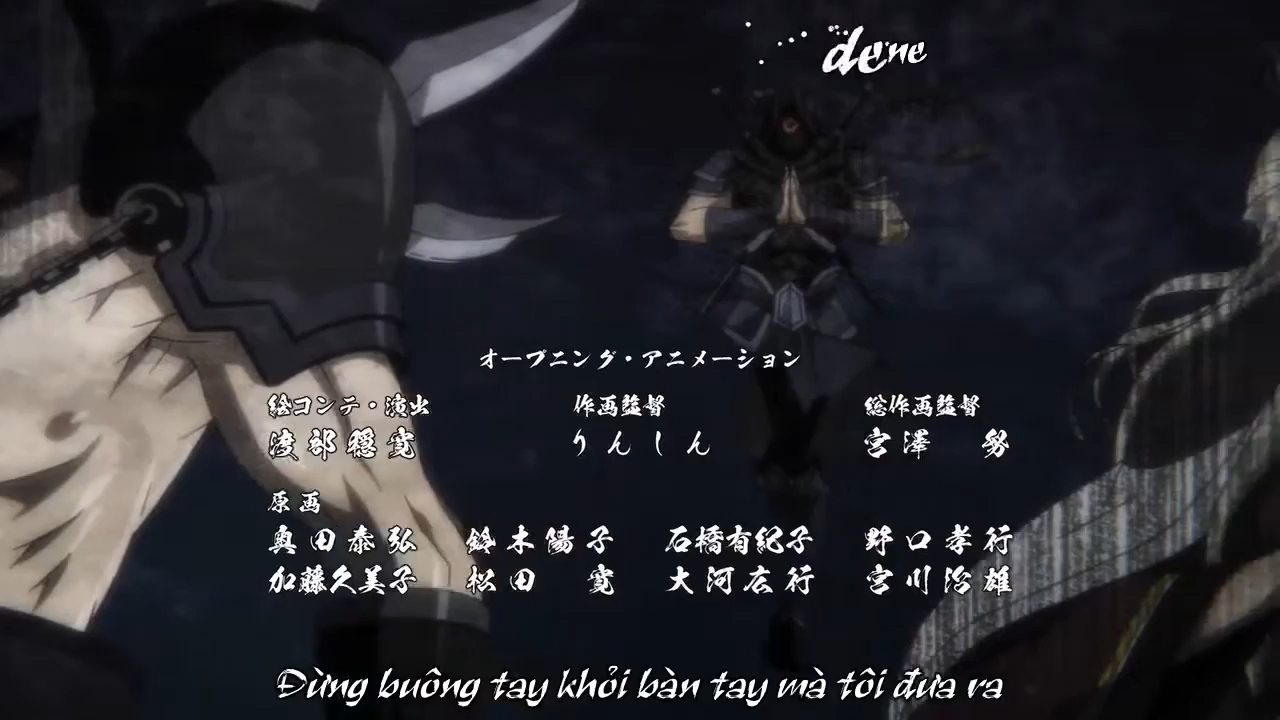 dene
オープニング・アニメーション
絵コンテ・演出 作画監督 総作画監督
渡部穏寛 りんしん 宮澤 努
原画
奥田泰弘 鈴木陽子 石橋有紀子 野口孝行
加藤久美子 松田 寛 大河広行 宮川治雄
Đừng buông tay khỏi bàn tay mà tôi đưa ra